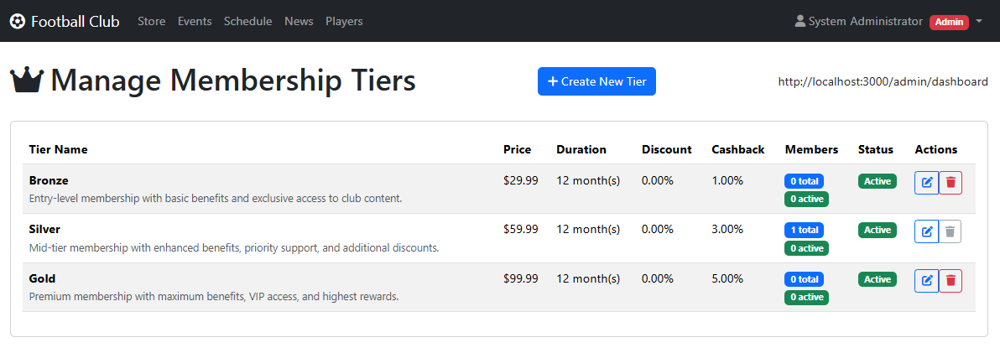 Football Club Store Events Schedule News Players System Administrator Admin
Manage Membership Tiers + Create New Tier http://localhost:3000/admin/dashboard
Tier Name Price Duration Discount Cashback Members Status Actions
Bronze $29.99 12 month(s) 0.00% 1.00% 0 total Active
Entry-level membership with basic benefits and exclusive access to club content. 0 active
Silver $59.99 12 month(s) 0.00% 3.00% 1 total Active
Mid-tier membership with enhanced benefits, priority support, and additional discounts. 0 active
Gold $99.99 12 month(s) 0.00% 5.00% 0 total Active
Premium membership with maximum benefits, VIP access, and highest rewards. 0 active